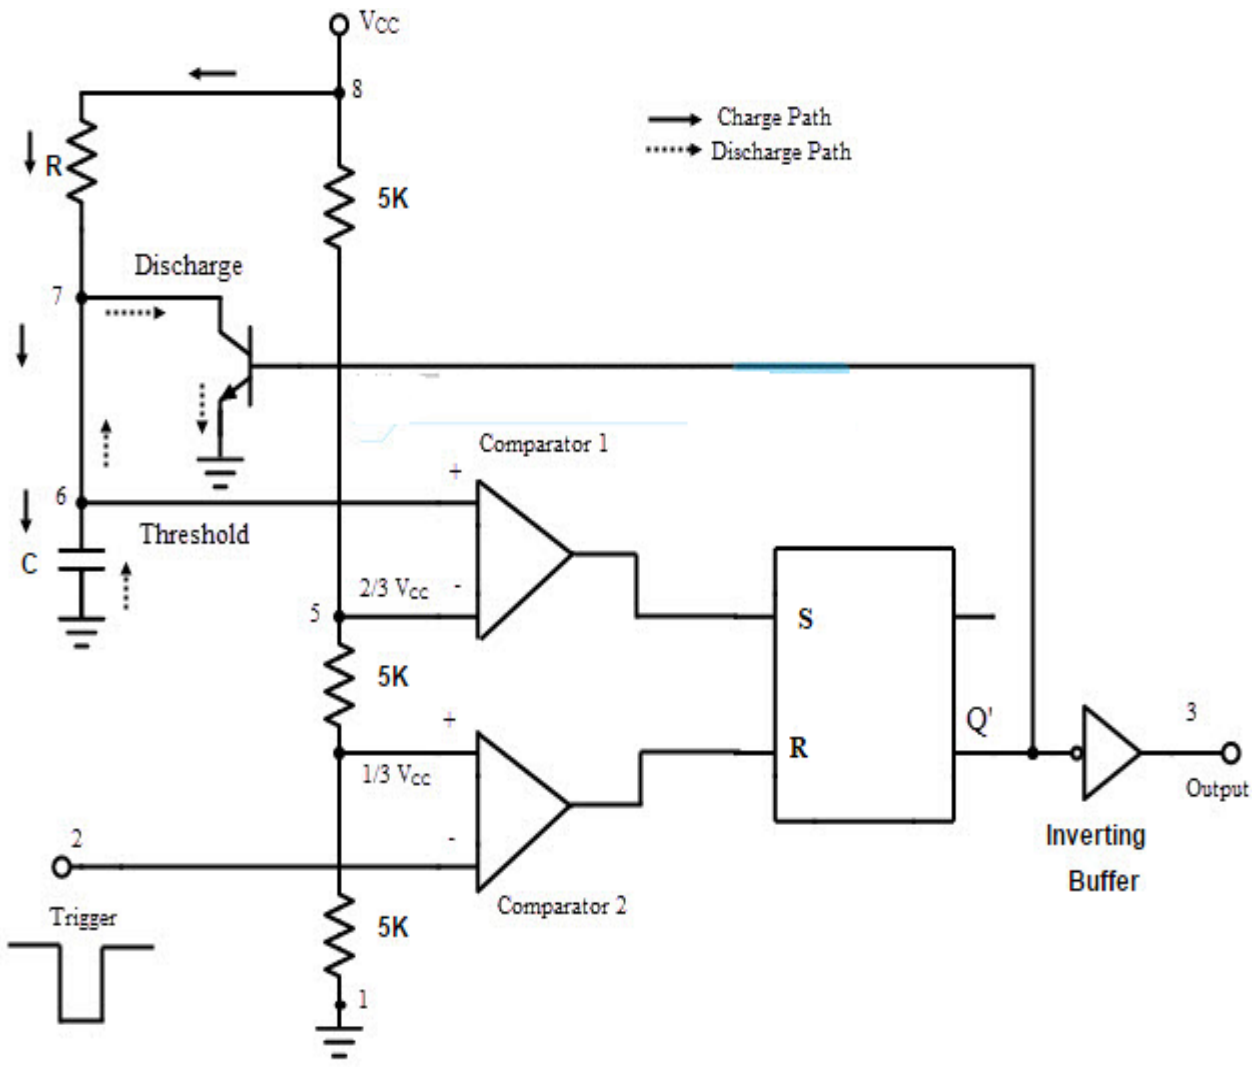 Vcc
8
Charge Path
Discharge Path
R
5K
Discharge
7
Comparator 1
+
6
Threshold
C
2/3 Vcc
-
5
S
5K
+
Q'
3
R
1/3 Vcc
Output
2
-
Inverting
Buffer
Comparator 2
Trigger
5K
1